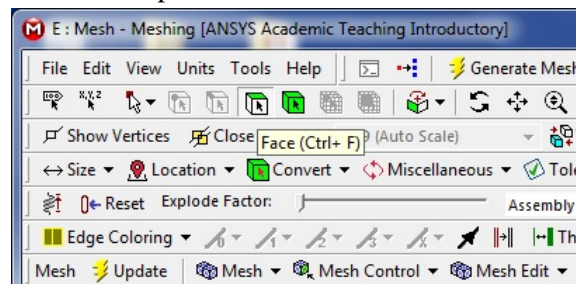 E : Mesh - Meshing [ANSYS Academic Teaching Introductory]
File Edit View Units Tools Help Generate Mesh
Show Vertices Close (Auto Scale)
Face (Ctrl+ F)
Size Location Convert Miscellaneous Tole
Reset Explode Factor: Assembly
Edge Coloring Th
Mesh Update Mesh Mesh Control Mesh Edit